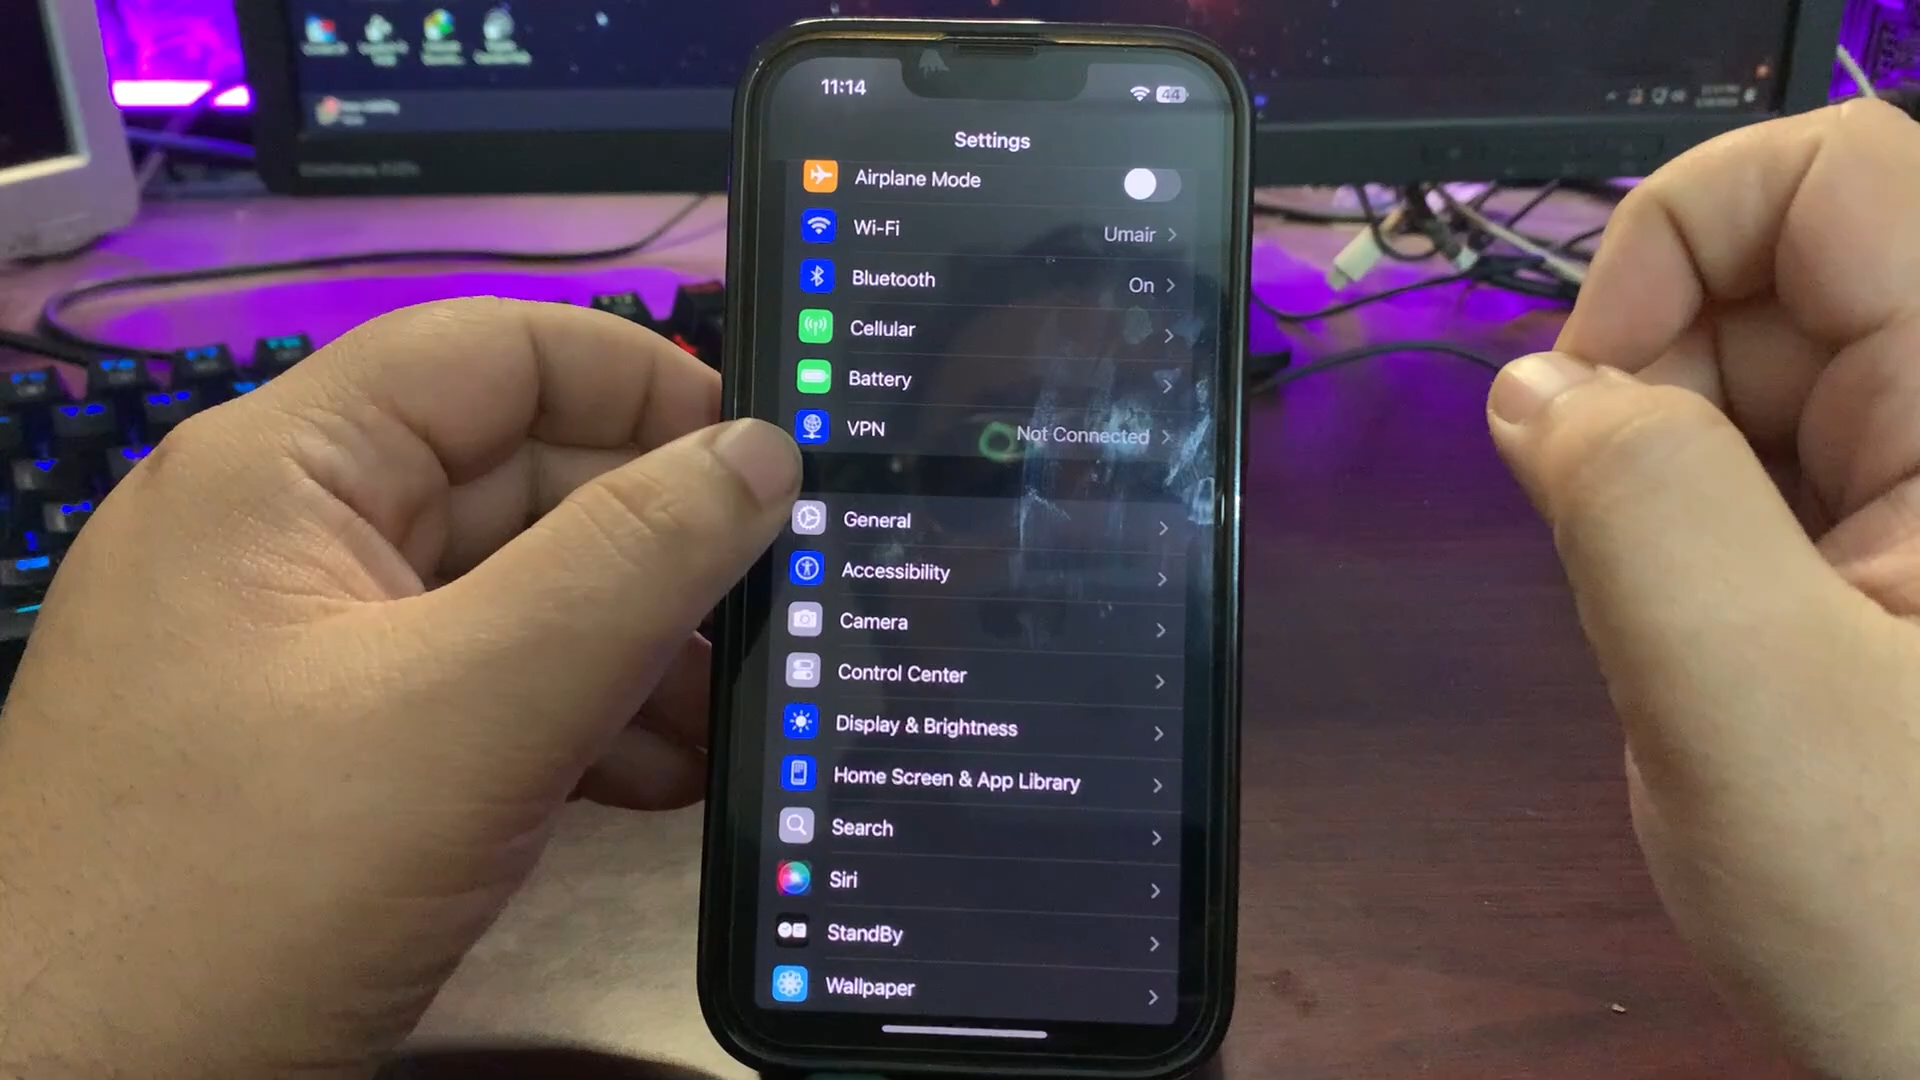 11:14
44
Settings
Airplane Mode
Wi-Fi
Umair
Bluetooth
On
Cellular
Battery
VPN
Not Connected
General
Accessibility
Camera
Control Center
Display & Brightness
Home Screen & App Library
Search
Siri
StandBy
Wallpaper